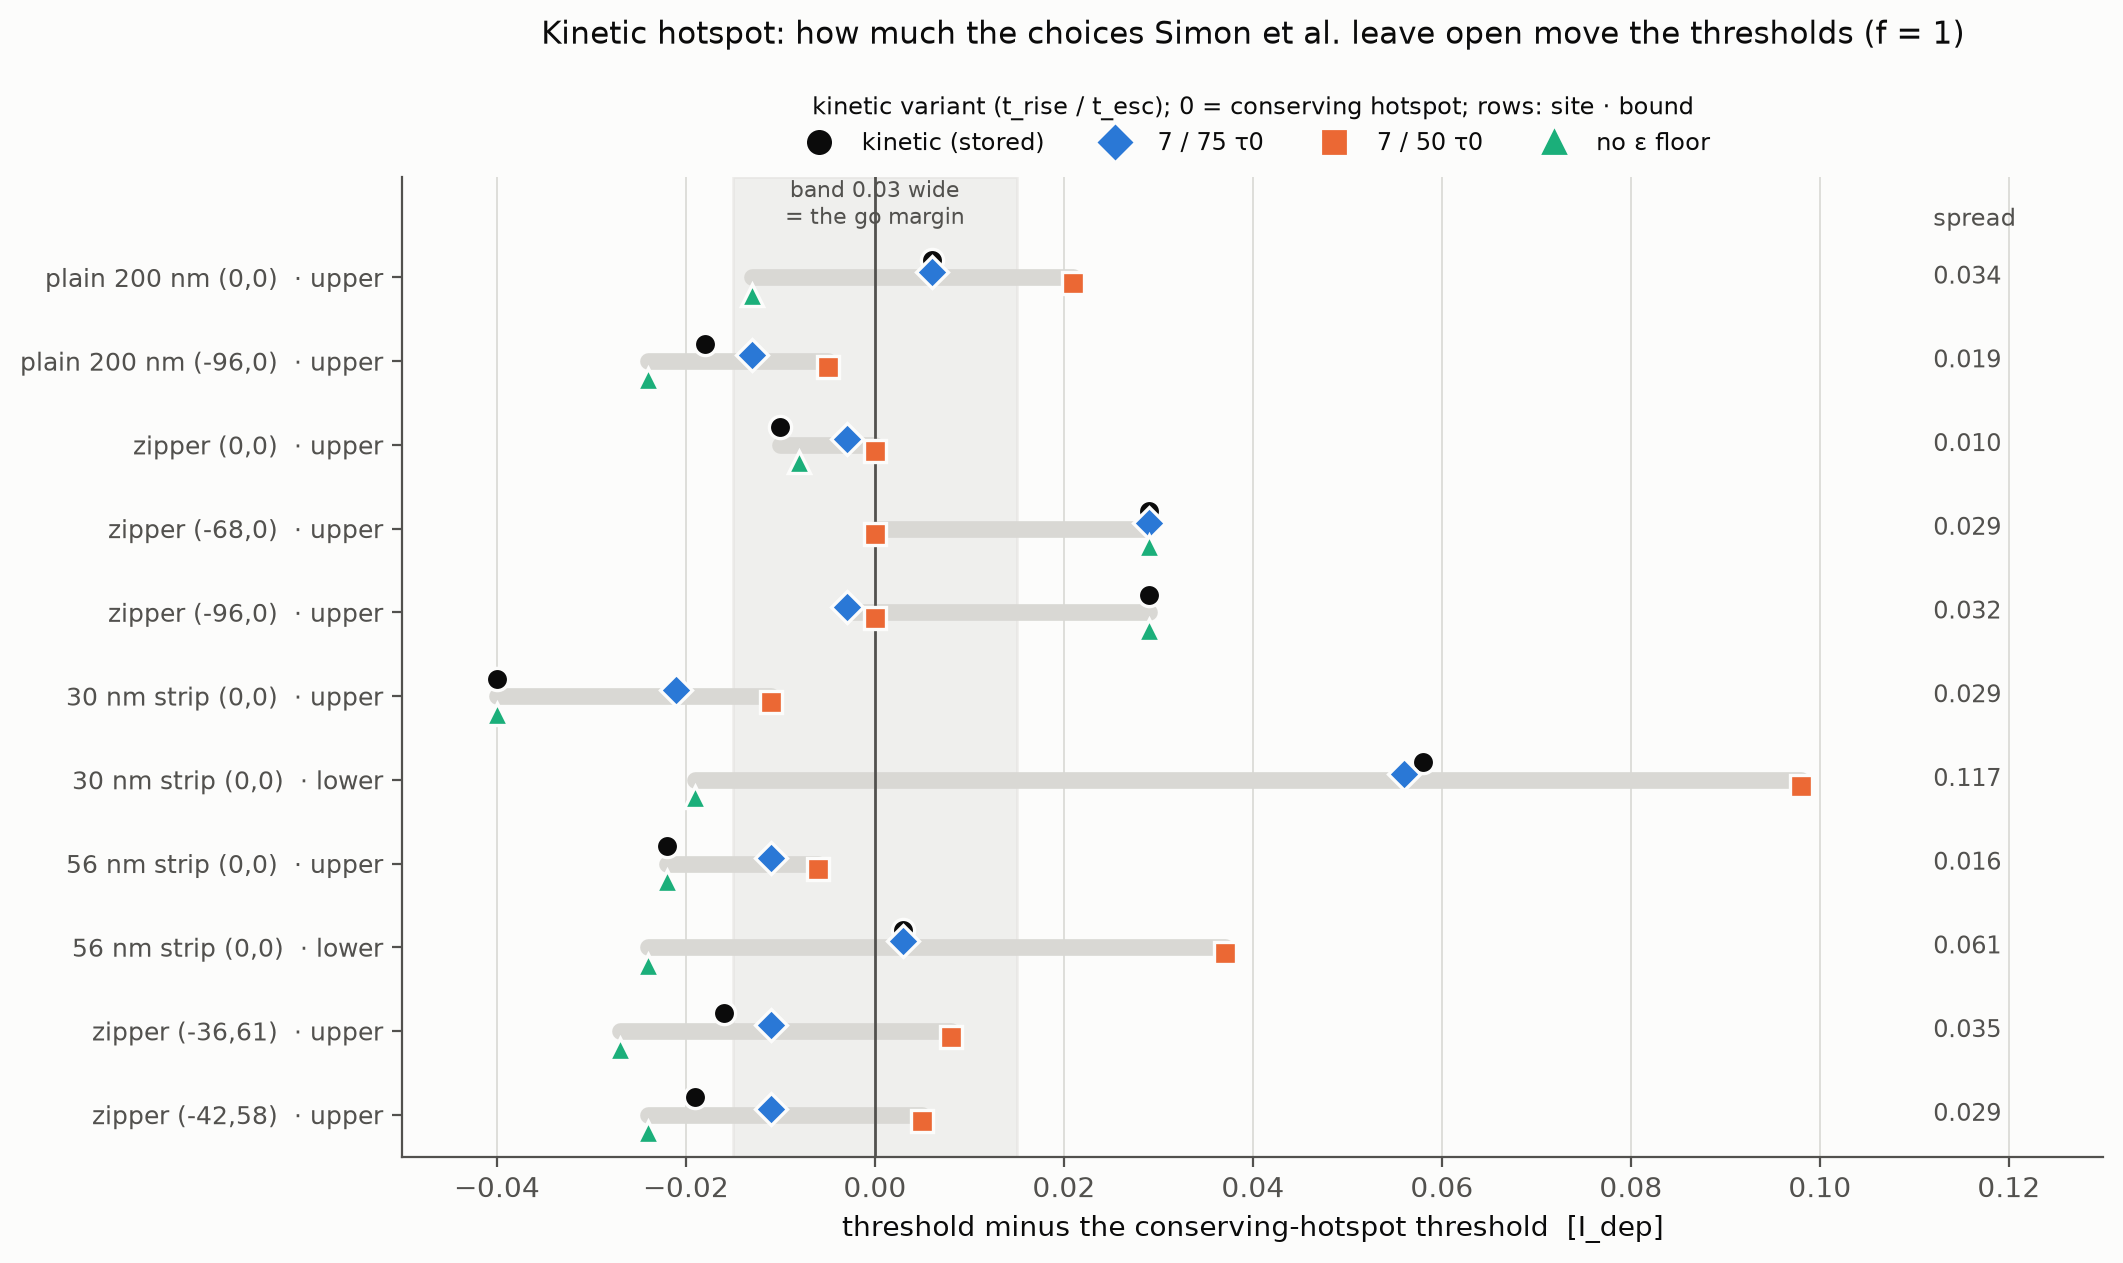 Kinetic hotspot: how much the choices Simon et al. leave open move the thresholds (f = 1)
kinetic variant (t_rise / t_esc); 0 = conserving hotspot; rows: site · bound
kinetic (stored) 7 / 75 τ0 7 / 50 τ0 no ε floor
band 0.03 wide
= the go margin
spread
plain 200 nm (0,0) · upper 0.034
plain 200 nm (-96,0) · upper 0.019
zipper (0,0) · upper 0.010
zipper (-68,0) · upper 0.029
zipper (-96,0) · upper 0.032
30 nm strip (0,0) · upper 0.029
30 nm strip (0,0) · lower 0.117
56 nm strip (0,0) · upper 0.016
56 nm strip (0,0) · lower 0.061
zipper (-36,61) · upper 0.035
zipper (-42,58) · upper 0.029
−0.04 −0.02 0.00 0.02 0.04 0.06 0.08 0.10 0.12
threshold minus the conserving-hotspot threshold [I_dep]